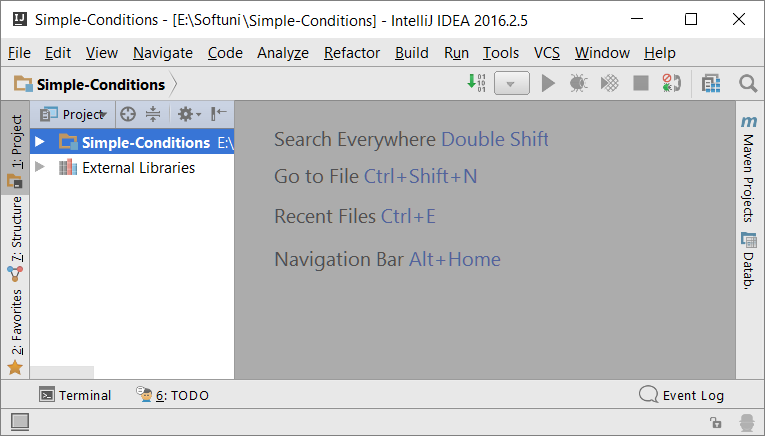 Simple-Conditions - [E:\Softuni\Simple-Conditions] - IntelliJ IDEA 2016.2.5
File Edit View Navigate Code Analyze Refactor Build Run Tools VCS Window Help
Simple-Conditions
1: Project
7: Structure
2: Favorites
Project
Simple-Conditions E:\
External Libraries
Search Everywhere Double Shift
Go to File Ctrl+Shift+N
Recent Files Ctrl+E
Navigation Bar Alt+Home
Maven Projects
Datab.
Terminal 6: TODO Event Log